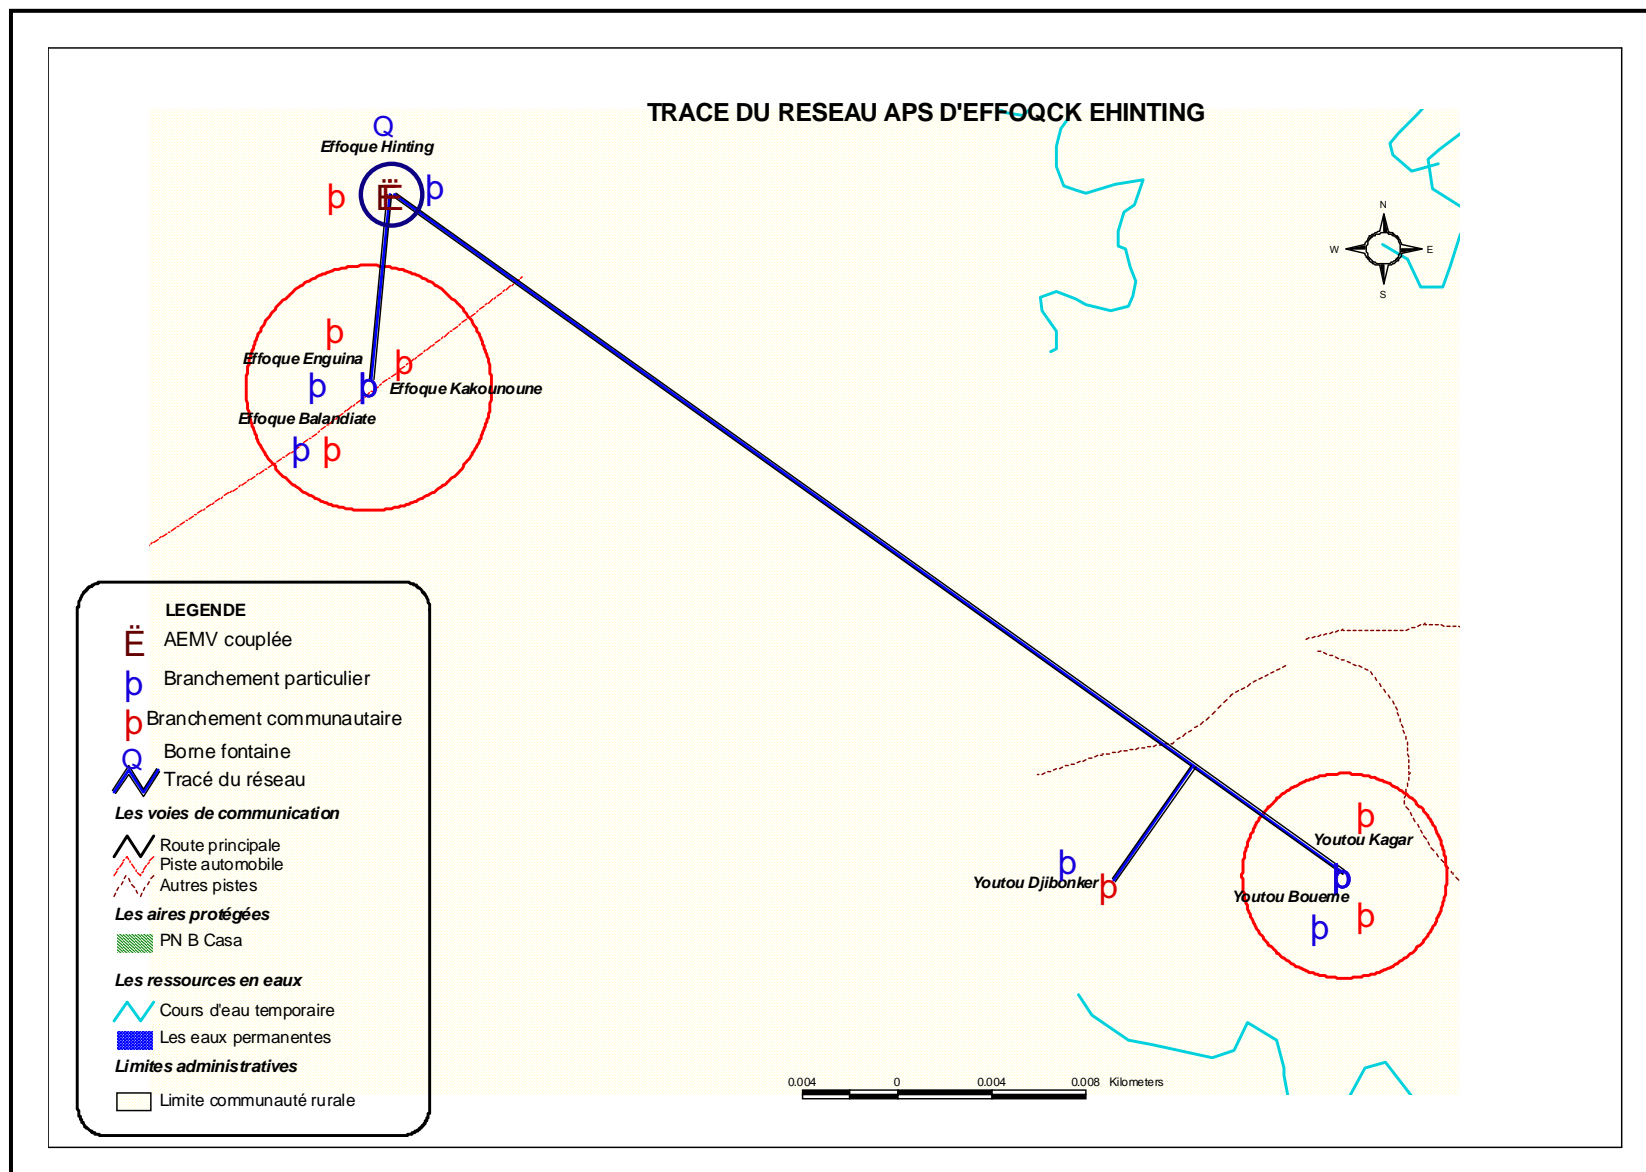 TRACE DU RESEAU APS D'EFFOQCK EHINTING
Q
Effoque Hinting
þ Ë þ
N
W E
S
þ
Effoque Enguina
þ
þ þ Effoque Kakounoune
Effoque Balandiate
þ þ
LEGENDE
Ë AEMV couplée
þ Branchement particulier
þ Branchement communautaire
Q Borne fontaine
Tracé du réseau
Les voies de communication
Route principale
Piste automobile
Autres pistes
Les aires protégées
PN B Casa
Les ressources en eaux
Cours d'eau temporaire
Les eaux permanentes
Limites administratives
Limite communauté rurale
þ
Youtou Kagar
þ
Youtou Djibonker þ
þ
Youtou Boueme
þ þ
0.004 0 0.004 0.008 Kilometers